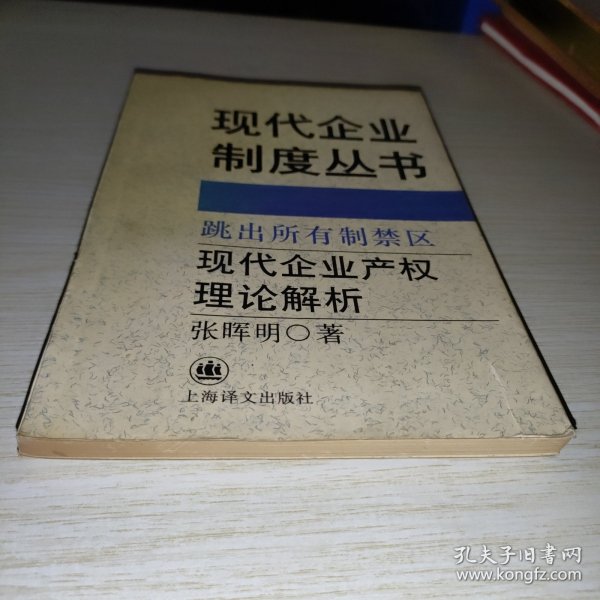 现代企业
制度丛书
跳出所有制禁区
现代企业产权
理论解析
张晖明○著
上海译文出版社
孔夫子旧书网
www.kongfz.com